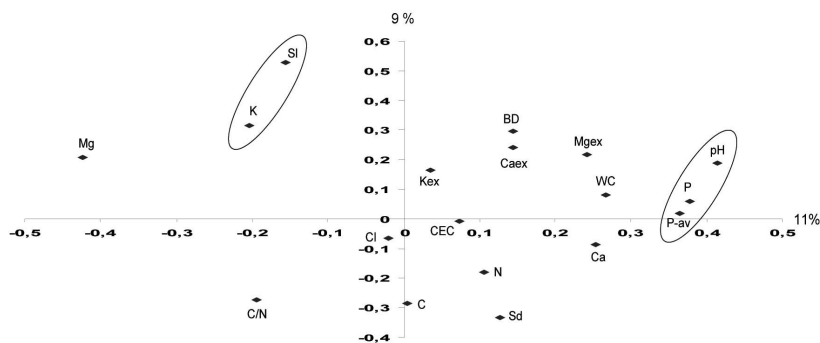 9 %
0,6
SI
0,5
0,4
K
0,3
BD
Mg
Mgex
pH
0,2
Caex
Kex
WC
P
0,1
P-av
0
11%
-0,5
-0,4
-0,3
-0,2
-0,1
0
0,1
0,2
0,3
0,4
0,5
CI
CEC
-0,1
Ca
N
-0,2
C/N
-0,3
C
Sd
-0,4